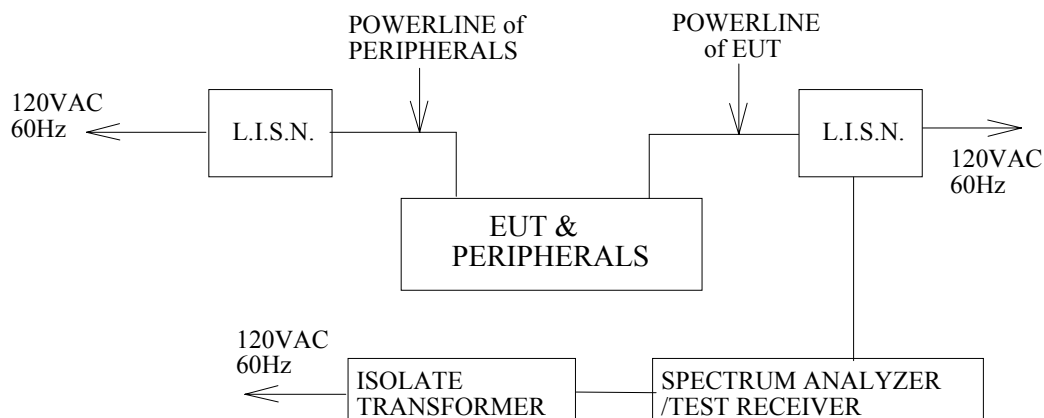 POWERLINE of
PERIPHERALS
POWERLINE
of EUT
120VAC
60Hz
L.I.S.N.
L.I.S.N.
120VAC
60Hz
EUT &
PERIPHERALS
120VAC
60Hz
ISOLATE
TRANSFORMER
SPECTRUM ANALYZER
/TEST RECEIVER